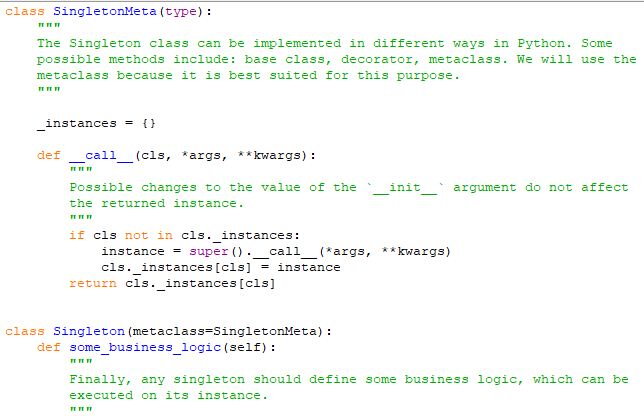 class SingletonMeta(type):
    """
    The Singleton class can be implemented in different ways in Python. Some
    possible methods include: base class, decorator, metaclass. We will use the
    metaclass because it is best suited for this purpose.
    """

    _instances = {}

    def __call__(cls, *args, **kwargs):
        """
        Possible changes to the value of the `__init__` argument do not affect
        the returned instance.
        """
        if cls not in cls._instances:
            instance = super().__call__(*args, **kwargs)
            cls._instances[cls] = instance
        return cls._instances[cls]


class Singleton(metaclass=SingletonMeta):
    def some_business_logic(self):
        """
        Finally, any singleton should define some business logic, which can be
        executed on its instance.
        """